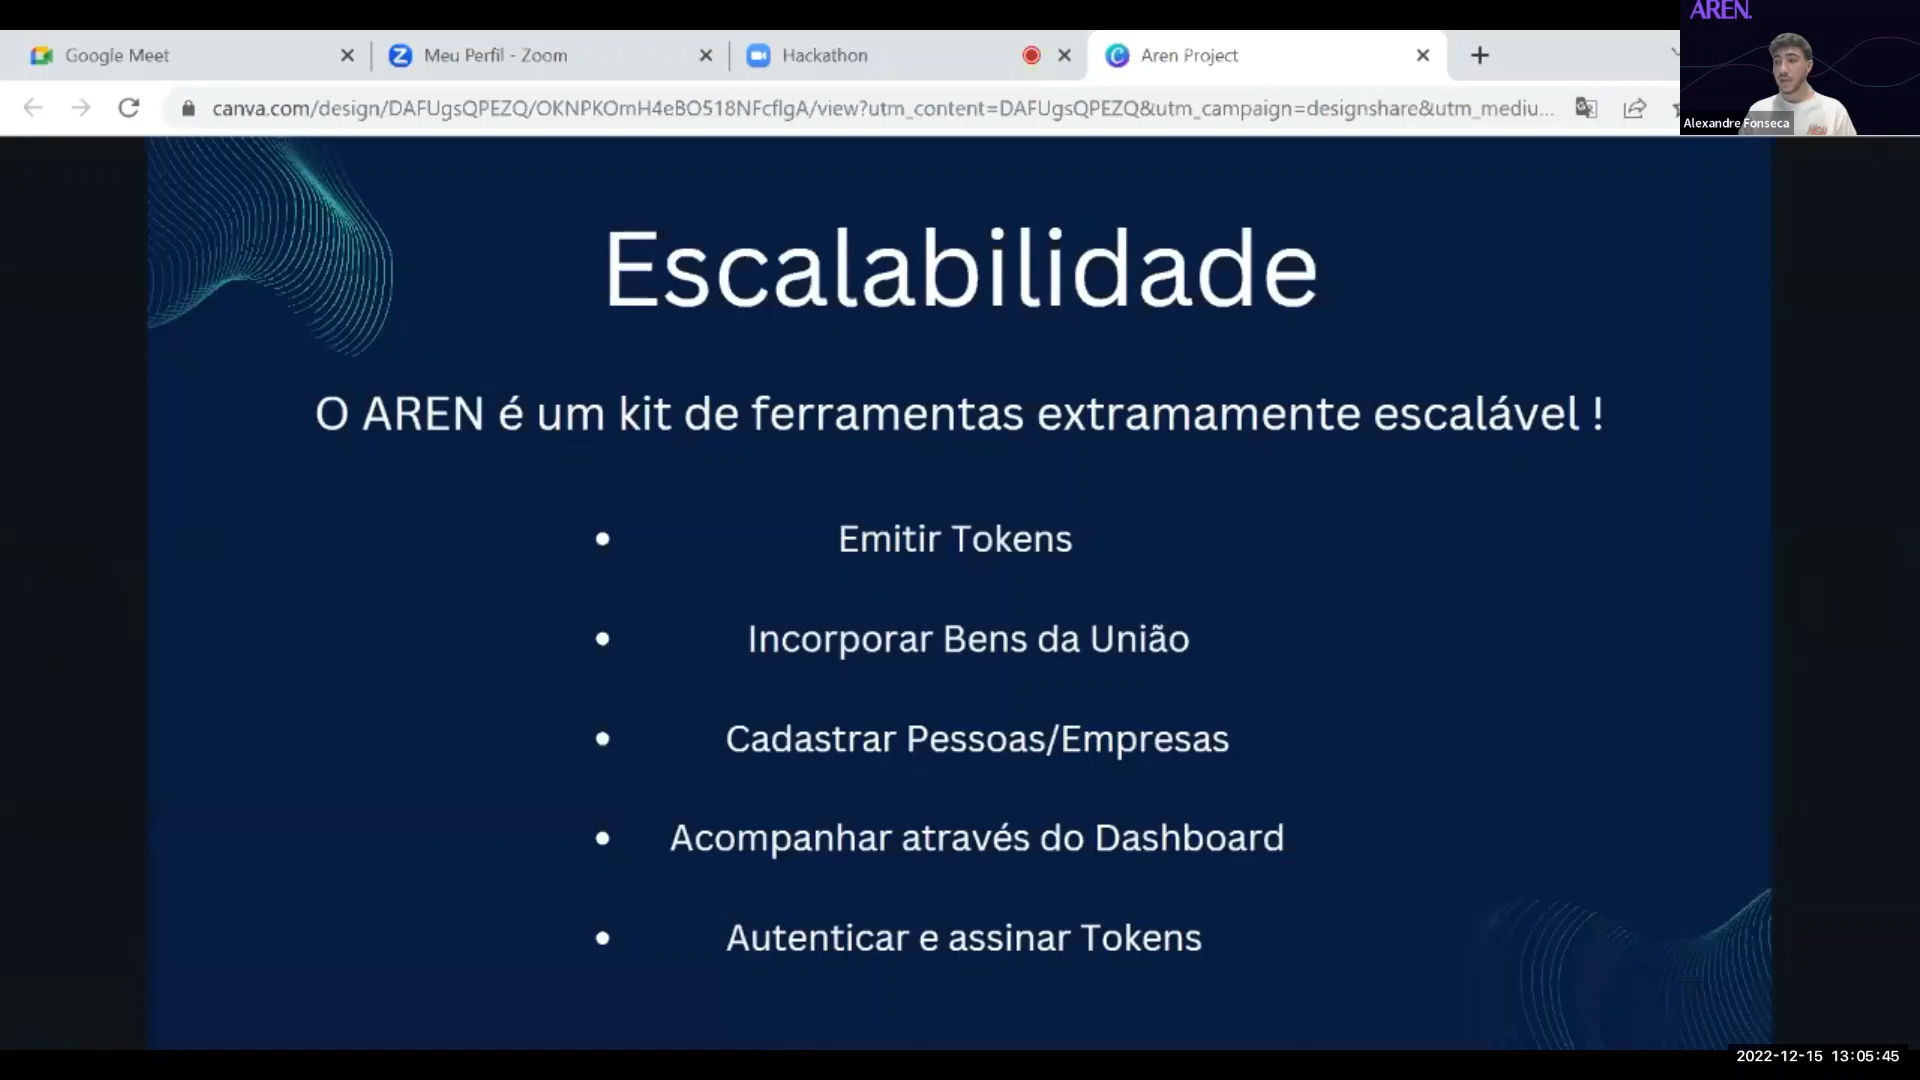 AREN.
Google Meet
Meu Perfil - Zoom
Hackathon
Aren Project
canva.com/design/DAFUgsQPEZQ/OKNPKOmH4eBO518NFcflgA/view?utm_content=DAFUgsQPEZQ&utm_campaign=designshare&utm_mediu...
Alexandre Fonseca
Escalabilidade
O AREN é um kit de ferramentas extramamente escalável !
• Emitir Tokens
• Incorporar Bens da União
• Cadastrar Pessoas/Empresas
• Acompanhar através do Dashboard
• Autenticar e assinar Tokens
2022-12-15 13:05:45